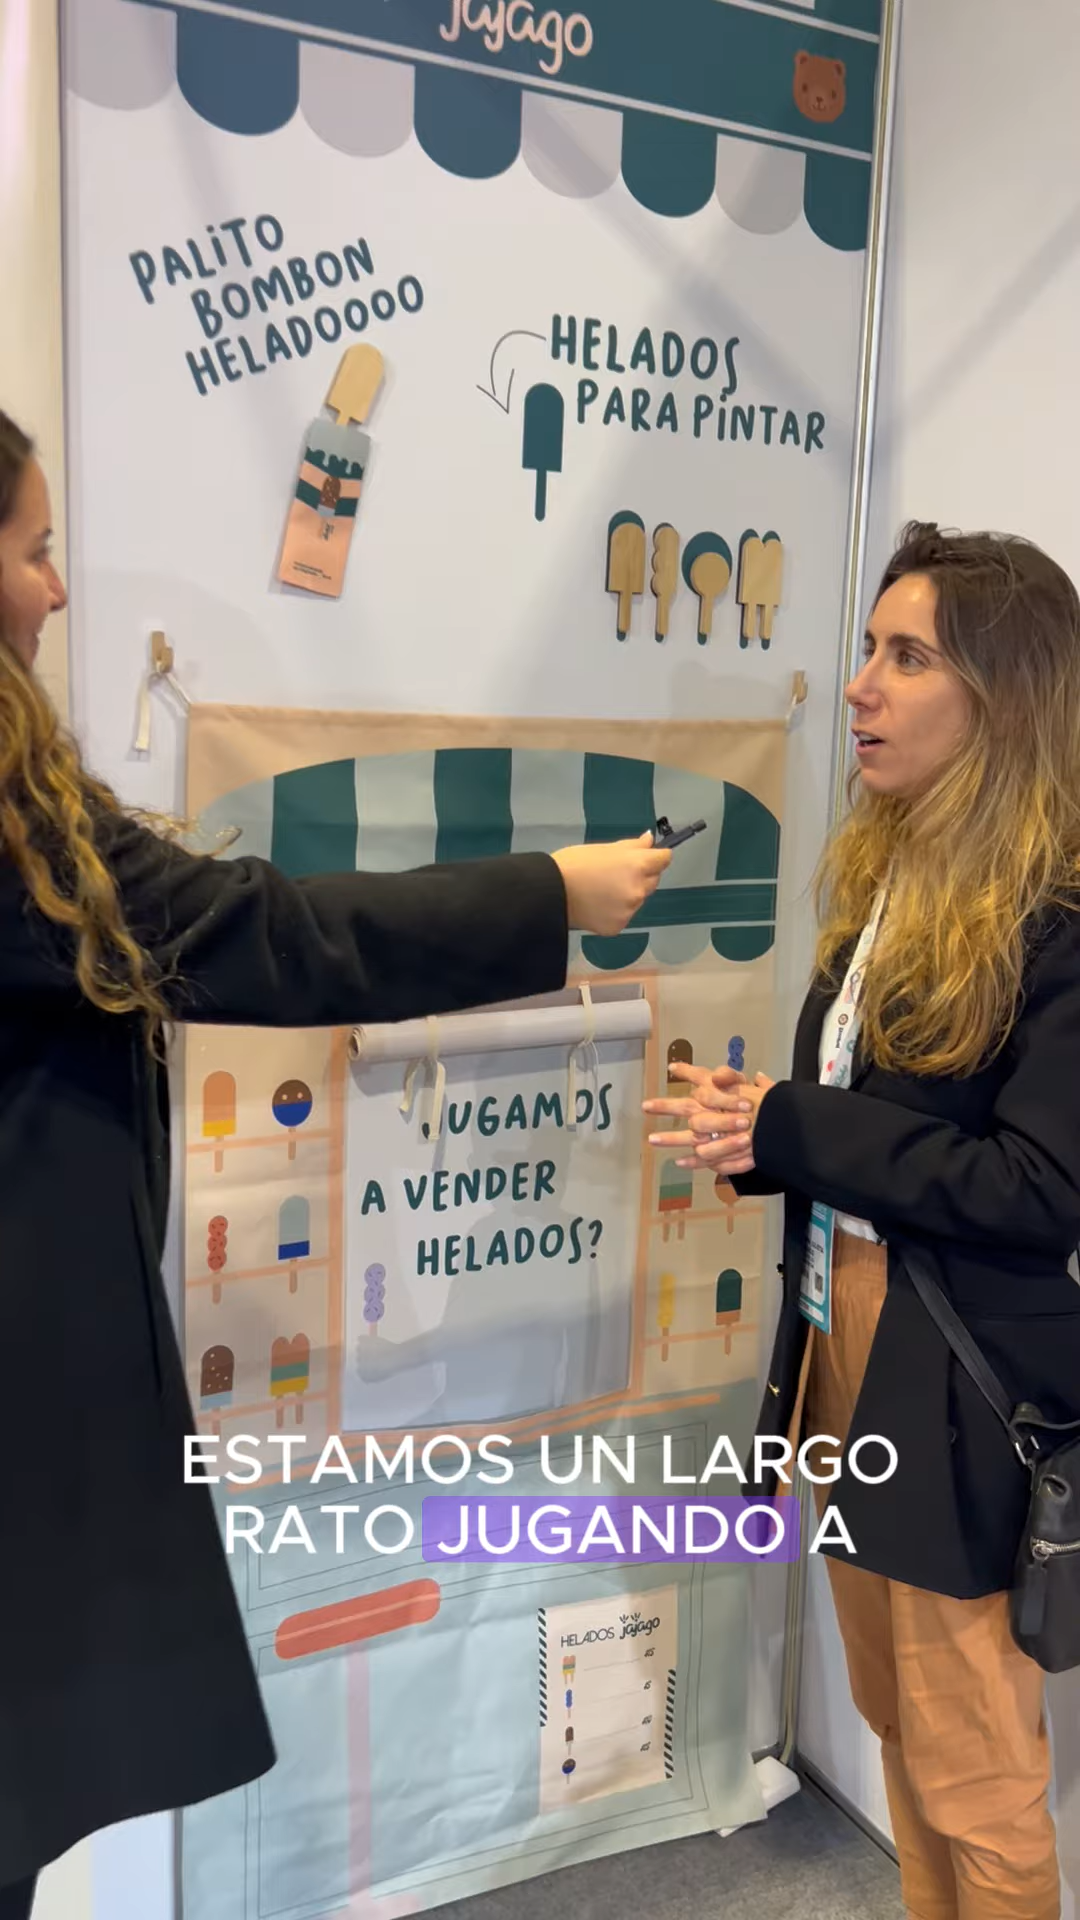 jajago
PALITO
BOMBON
HELADOOOO
HELADOS
PARA PINTAR
JUGAMOS
A VENDER
HELADOS?
ESTAMOS UN LARGO
RATO JUGANDO A
HELADOS jajago